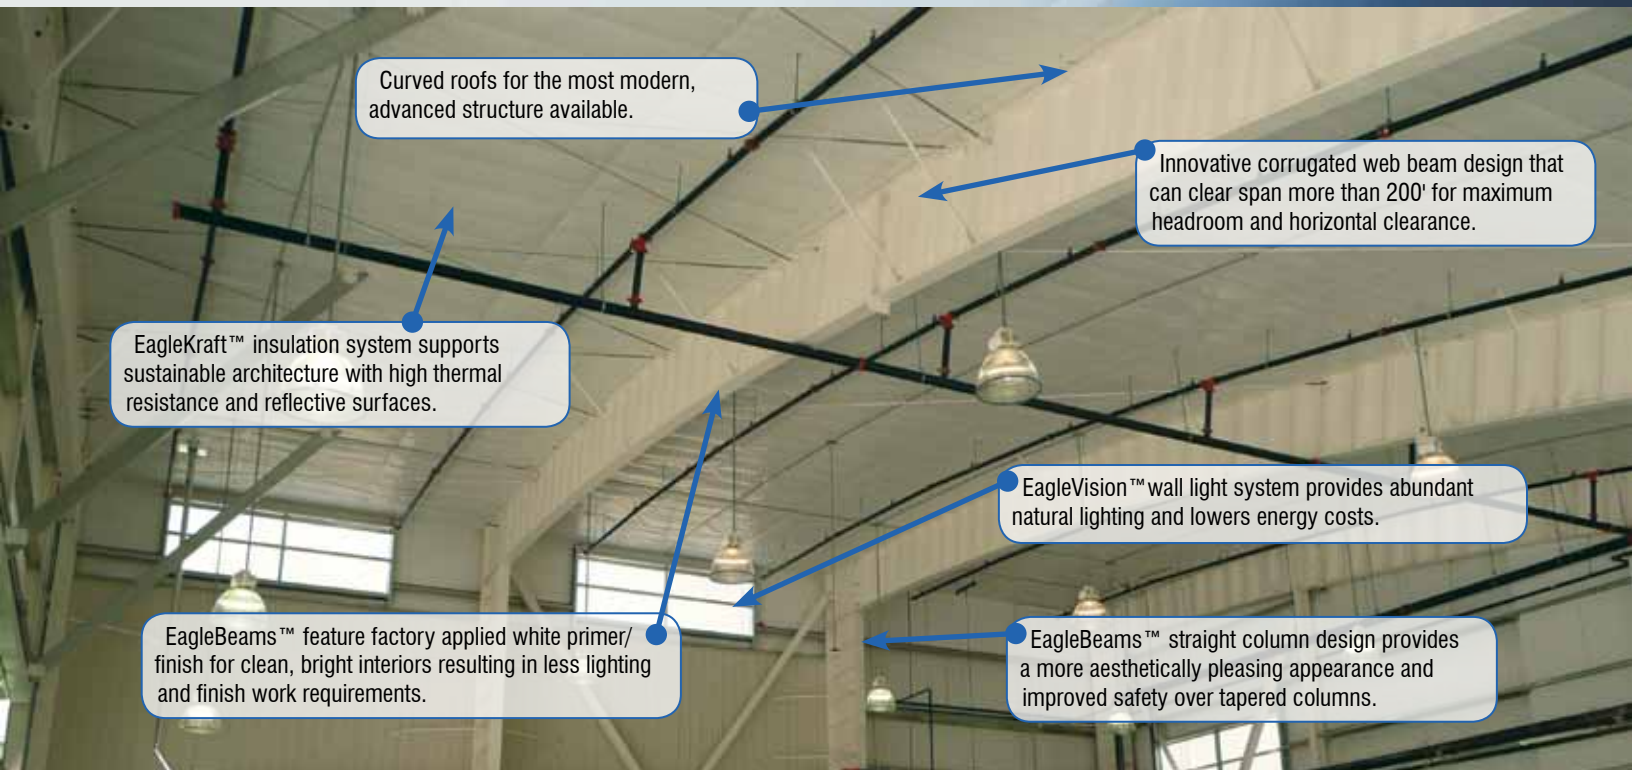 Curved roofs for the most modern,
advanced structure available.
Innovative corrugated web beam design that
can clear span more than 200' for maximum
headroom and horizontal clearance.
EagleKraft™ insulation system supports
sustainable architecture with high thermal
resistance and reflective surfaces.
EagleVision™ wall light system provides abundant
natural lighting and lowers energy costs.
EagleBeams™ feature factory applied white primer/
finish for clean, bright interiors resulting in less lighting
and finish work requirements.
EagleBeams™ straight column design provides
a more aesthetically pleasing appearance and
improved safety over tapered columns.